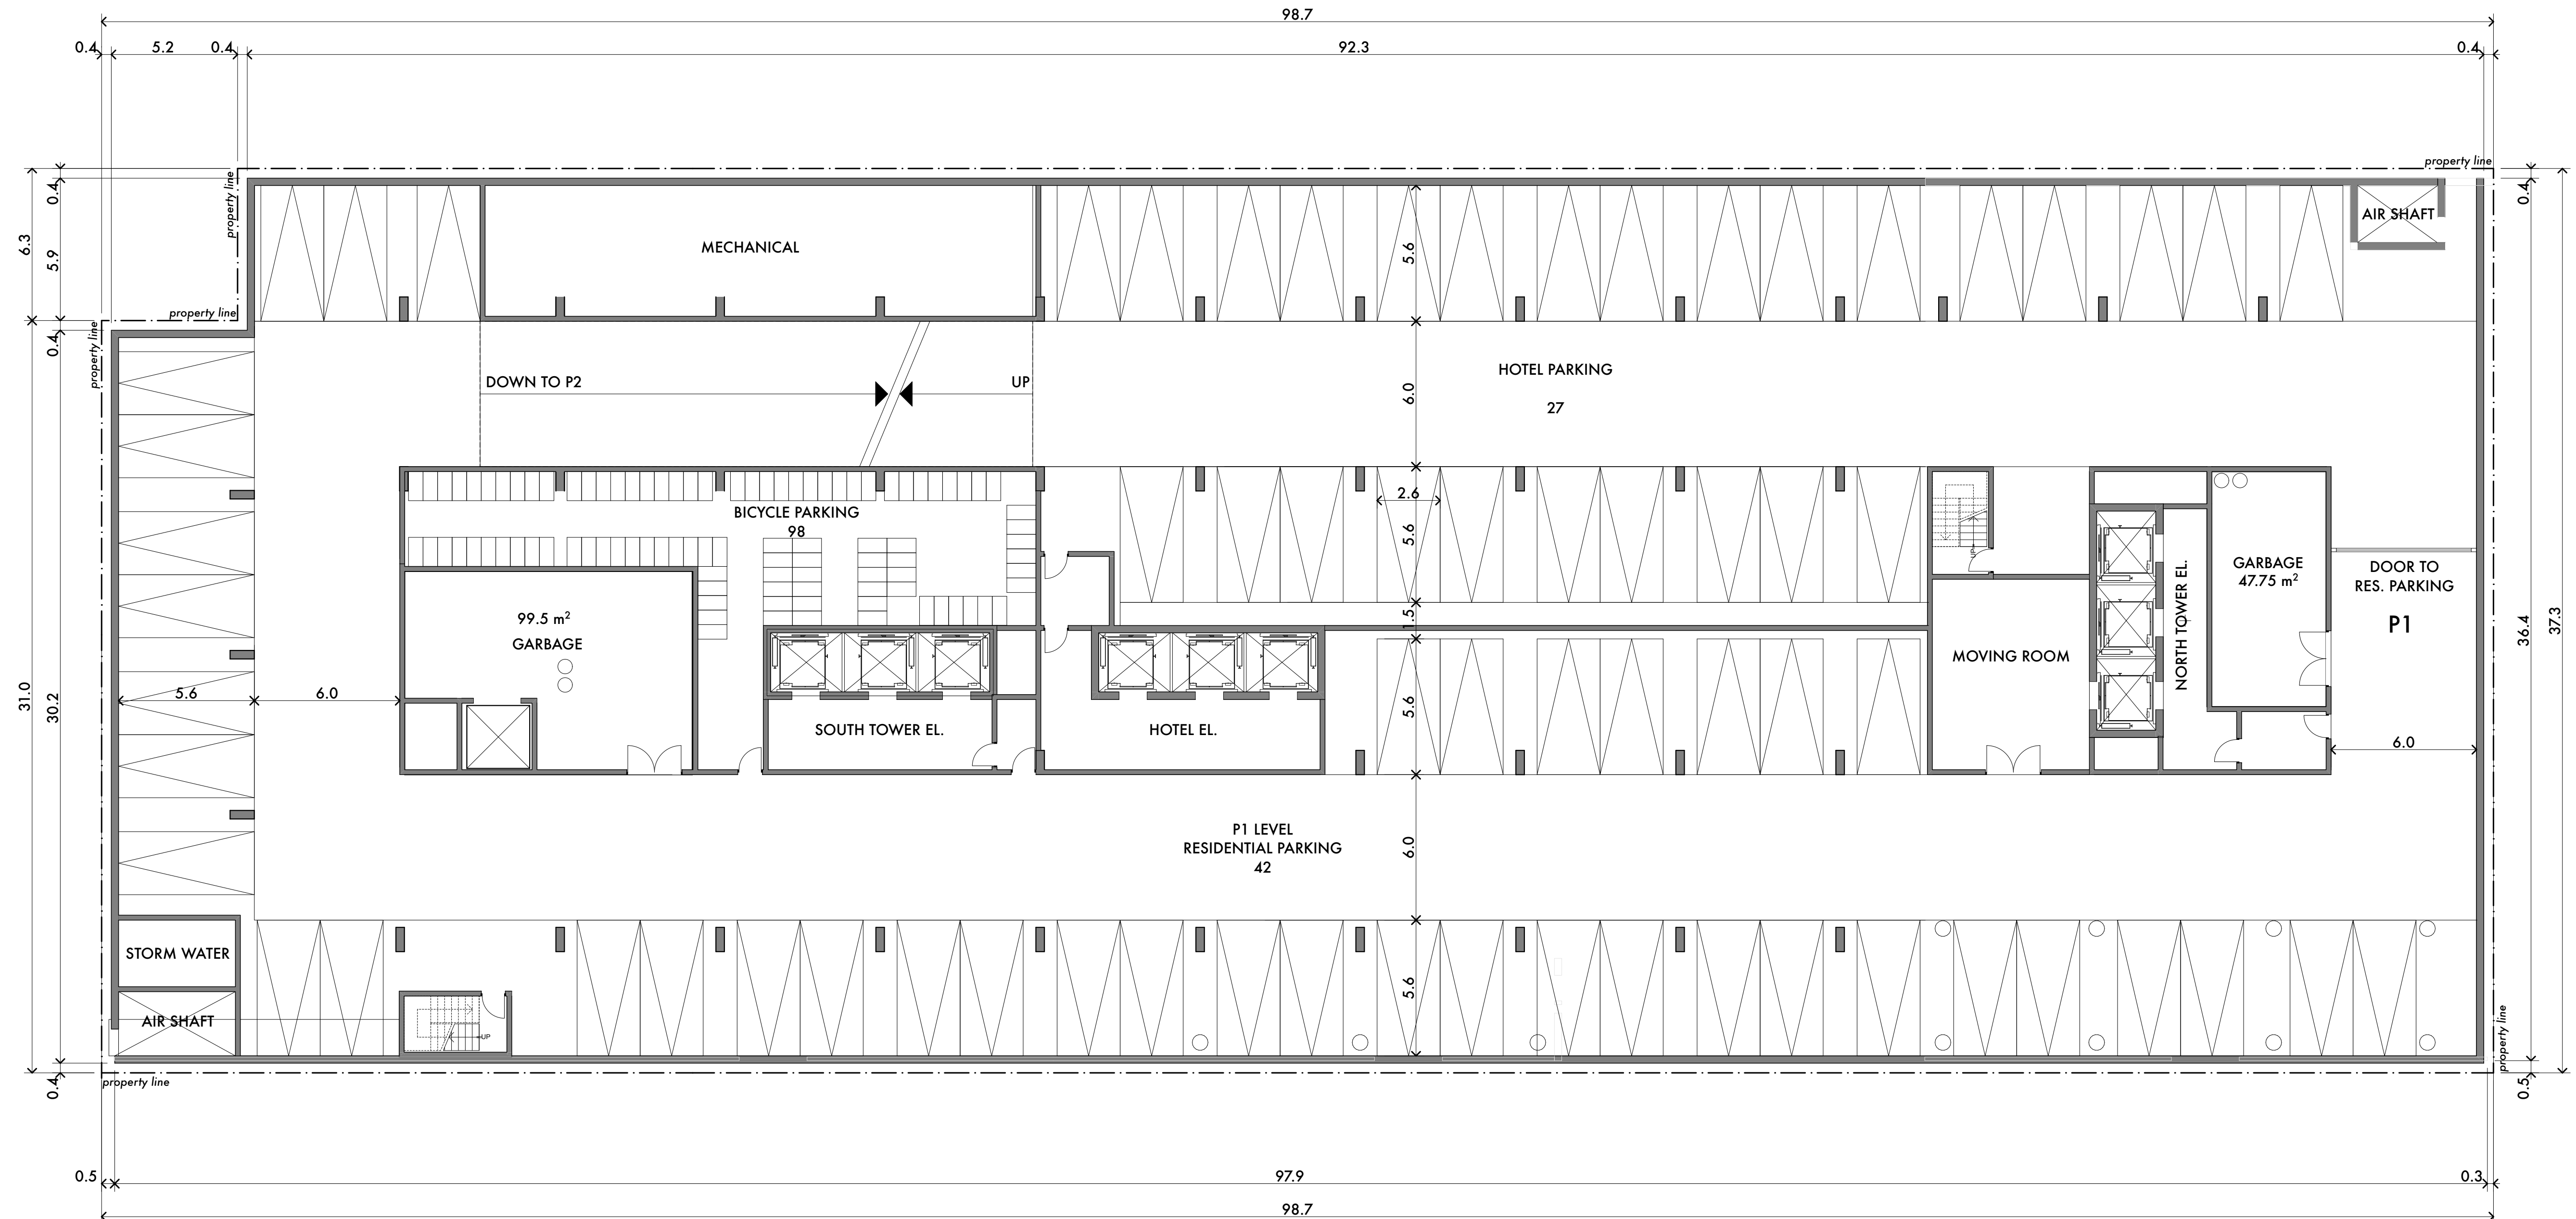 98.7
0.4
5.2
0.4
92.3
0.4
property line
property line
0.4
0.4
6.3
5.9
MECHANICAL
5.6
AIR SHAFT
property line
property line
0.4
DOWN TO P2
UP
HOTEL PARKING
27
6.0
2.6
BICYCLE PARKING
98
5.6
UP
NORTH TOWER EL.
GARBAGE
47.75 m²
DOOR TO
RES. PARKING
P1
99.5 m²
GARBAGE
1.5
MOVING ROOM
36.4
37.3
31.0
30.2
5.6
6.0
5.6
SOUTH TOWER EL.
HOTEL EL.
6.0
P1 LEVEL
RESIDENTIAL PARKING
42
6.0
STORM WATER
5.6
AIR SHAFT
UP
property line
property line
0.4
0.5
0.5
97.9
0.3
98.7